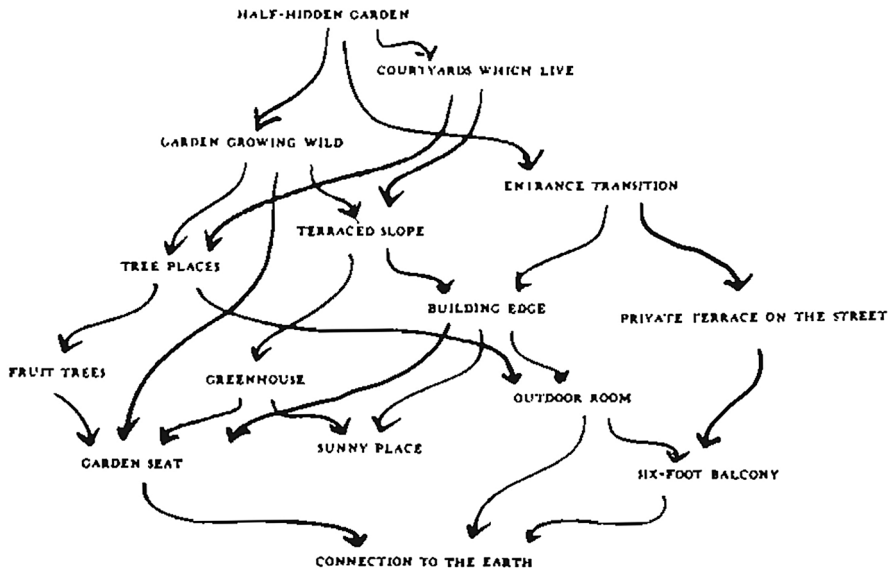 HALF-HIDDEN GARDEN
COURTYARDS WHICH LIVE
GARDEN GROWING WILD
ENTRANCE TRANSITION
TERRACED SLOPE
TREE PLACES
BUILDING EDGE
PRIVATE TERRACE ON THE STREET
FRUIT TREES
GREENHOUSE
OUTDOOR ROOM
SUNNY PLACE
GARDEN SEAT
SIX-FOOT BALCONY
CONNECTION TO THE EARTH